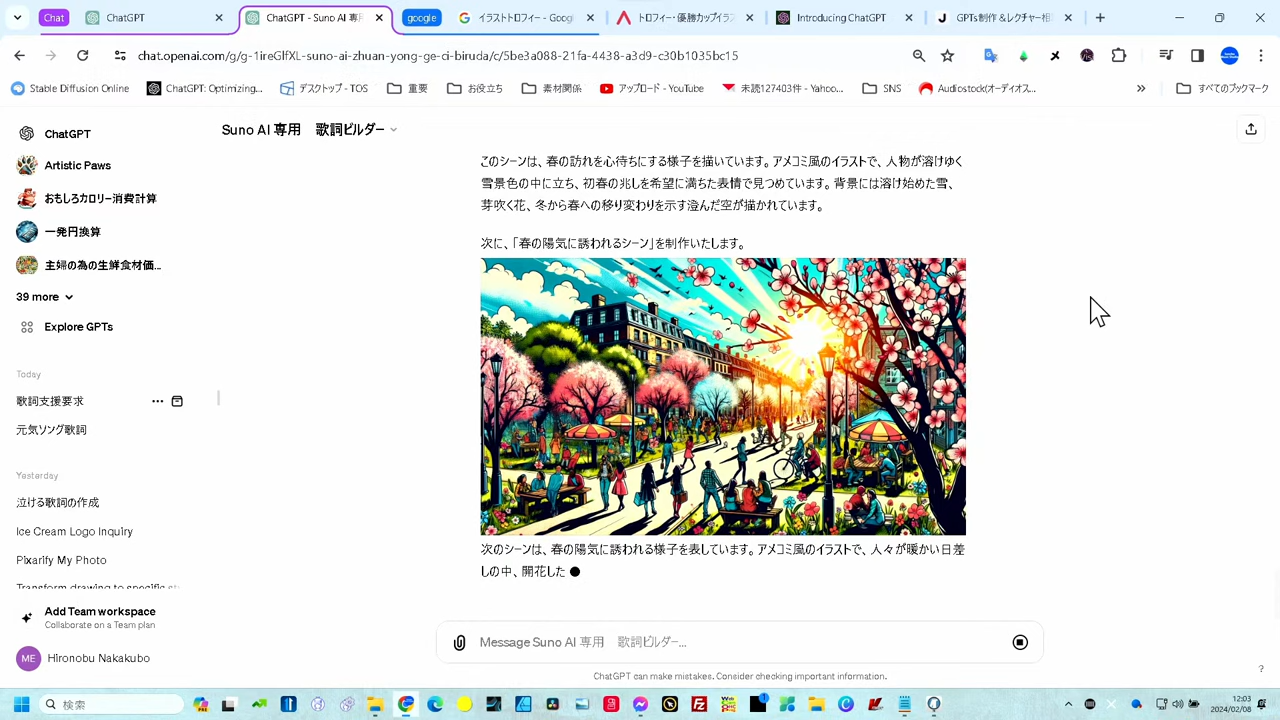 Chat
ChatGPT
ChatGPT - Suno AI 専用
google
イラストトロフィー - Googl
トロフィー・優勝カップイラス
Introducing ChatGPT
GPTs制作&レクチャー相
chat.openai.com/g/g-1ireGlfXL-suno-ai-zhuan-yong-ge-ci-biruda/c/5be3a088-21fa-4438-a3d9-c30b1035bc15
Stable Diffusion Online
ChatGPT: Optimizing...
デスクトップ - TOS
重要
お役立ち
素材関係
アップロード - YouTube
未読127403件 - Yahoo...
SNS
Audiostock(オーディオス...
すべてのブックマーク
ChatGPT
Suno AI 専用 歌詞ビルダー
Artistic Paws
おもしろカロリー消費計算
一発円換算
主婦の為の生鮮食材価...
39 more
Explore GPTs
Today
歌詞支援要求
元気ソング歌詞
Yesterday
泣ける歌詞の作成
Ice Cream Logo Inquiry
Pixarify My Photo
Transform drawing to specific st
Add Team workspace
Collaborate on a Team plan
ME
Hironobu Nakakubo
このシーンは、春の訪れを心待ちにする様子を描いています。アメコミ風のイラストで、人物が溶けゆく
雪景色の中に立ち、初春の兆しを希望に満ちた表情で見つめています。背景には溶け始めた雪、
芽吹く花、冬から春への移り変わりを示す澄んだ空が描かれています。
次に、「春の陽気に誘われるシーン」を制作いたします。
次のシーンは、春の陽気に誘われる様子を表しています。アメコミ風のイラストで、人々が暖かい日差
しの中、開花した
Message Suno AI 専用 歌詞ビルダー...
ChatGPT can make mistakes. Consider checking important information.
?
検索
12:03
2024/02/08